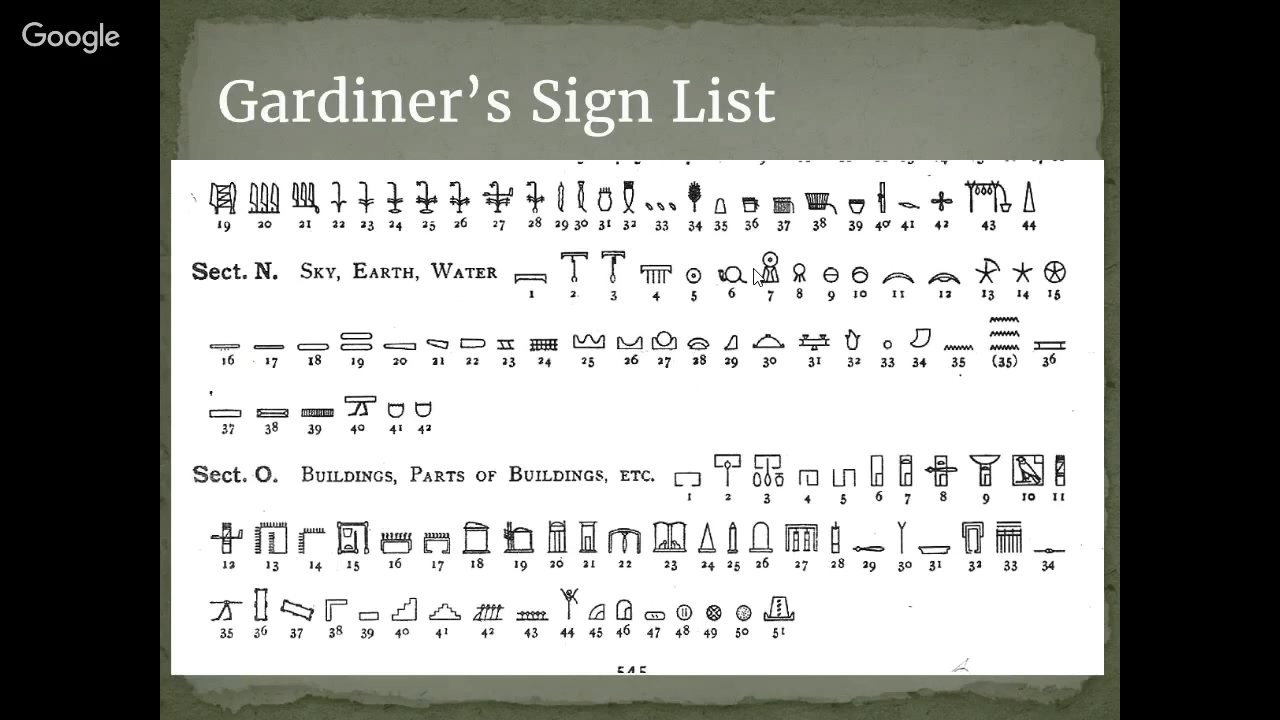 Google
Gardiner's Sign List
19 20 21 22 23 24 25 26 27 28 29 30 31 32 33 34 35 36 37 38 39 40 41 42 43 44
Sect. N. SKY, EARTH, WATER
1 2 3 4 5 6 7 8 9 10 11 12 13 14 15
16 17 18 19 20 21 22 23 24 25 26 27 28 29 30 31 32 33 34 35 (35) 36
37 38 39 40 41 42
Sect. O. BUILDINGS, PARTS OF BUILDINGS, ETC.
1 2 3 4 5 6 7 8 9 10 11
12 13 14 15 16 17 18 19 20 21 22 23 24 25 26 27 28 29 30 31 32 33 34
35 36 37 38 39 40 41 42 43 44 45 46 47 48 49 50 51